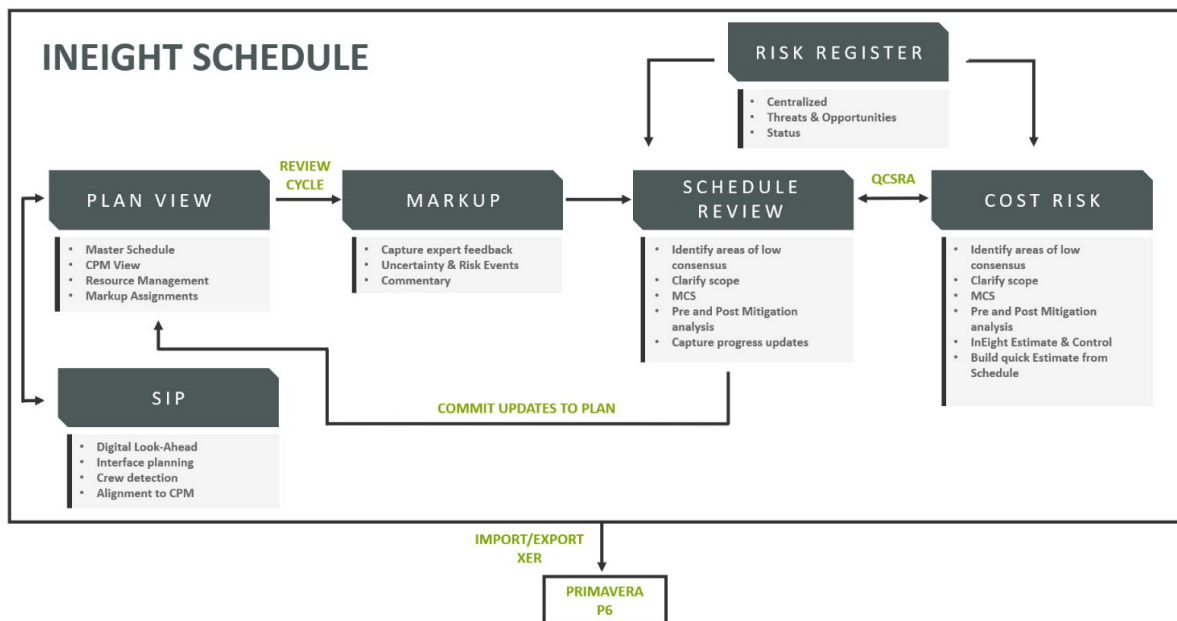 INEIGHT SCHEDULE
RISK REGISTER
• Centralized
• Threats & Opportunities
• Status
PLAN VIEW
• Master Schedule
• CPM View
• Resource Management
• Markup Assignments
REVIEW
CYCLE
MARKUP
• Capture expert feedback
• Uncertainty & Risk Events
• Commentary
SCHEDULE
REVIEW
• Identify areas of low
consensus
• Clarify scope
• MCS
• Pre and Post Mitigation
analysis
• Capture progress updates
QCSRA
COST RISK
• Identify areas of low
consensus
• Clarify scope
• MCS
• Pre and Post Mitigation
analysis
• InEight Estimate & Control
• Build quick Estimate from
Schedule
SIP
• Digital Look-Ahead
• Interface planning
• Crew detection
• Alignment to CPM
COMMIT UPDATES TO PLAN
IMPORT/EXPORT
XER
PRIMAVERA
P6